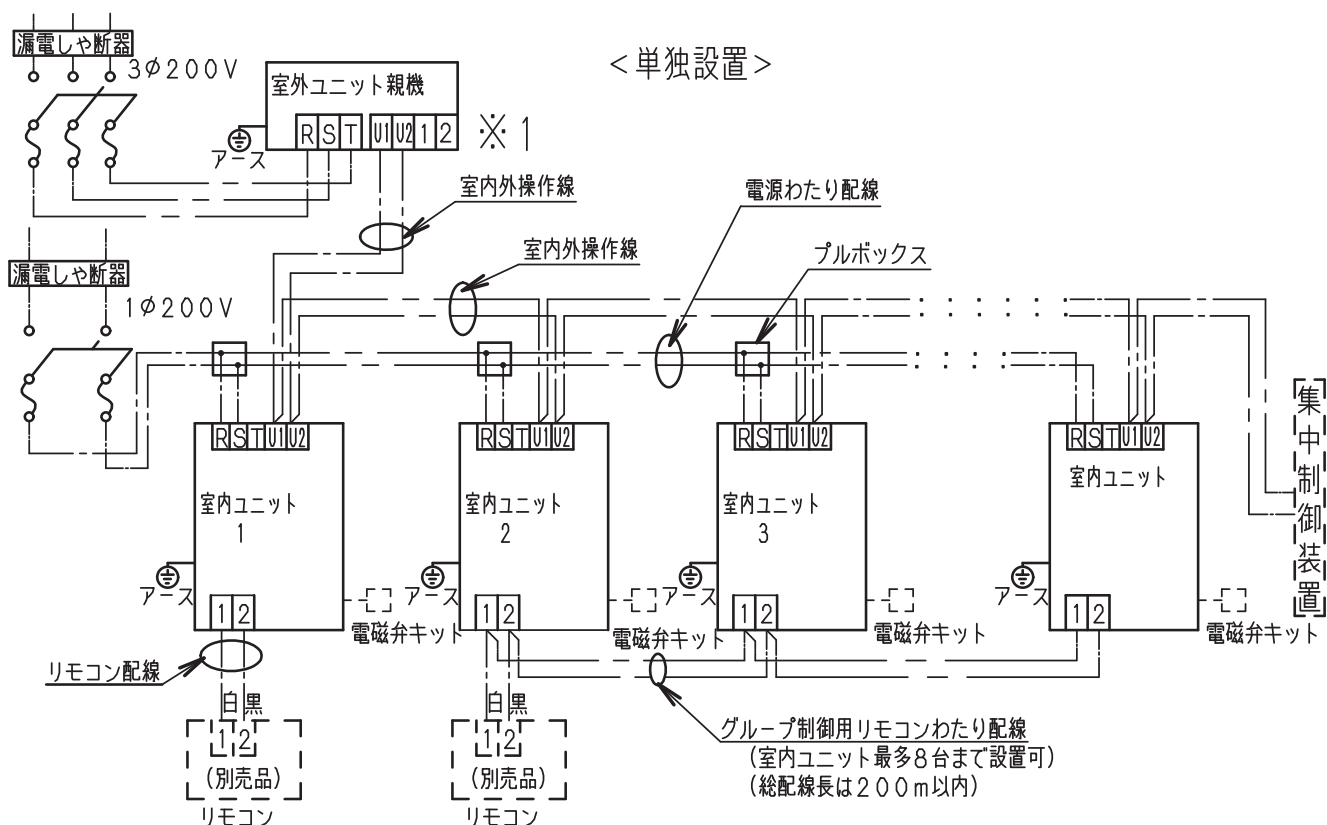 漏電しゃ断器
3φ200V
<単独設置>
室外ユニット親機
R S T U1 U2 1 2
※1
アース
室内外操作線
電源わたり配線
室内外操作線
プルボックス
漏電しゃ断器
1φ200V
R S T U1 U2
R S T U1 U2
R S T U1 U2
R S T U1 U2
集中制御装置
室内ユニット
1
室内ユニット
2
室内ユニット
3
室内ユニット
アース
アース
アース
アース
1 2
1 2
1 2
1 2
電磁弁キット
電磁弁キット
電磁弁キット
電磁弁キット
リモコン配線
白 黒
白 黒
1 2
1 2
(別売品)
(別売品)
リモコン
リモコン
グループ制御用リモコンわたり配線
(室内ユニット最多8台まで設置可)
(総配線長は200m以内)